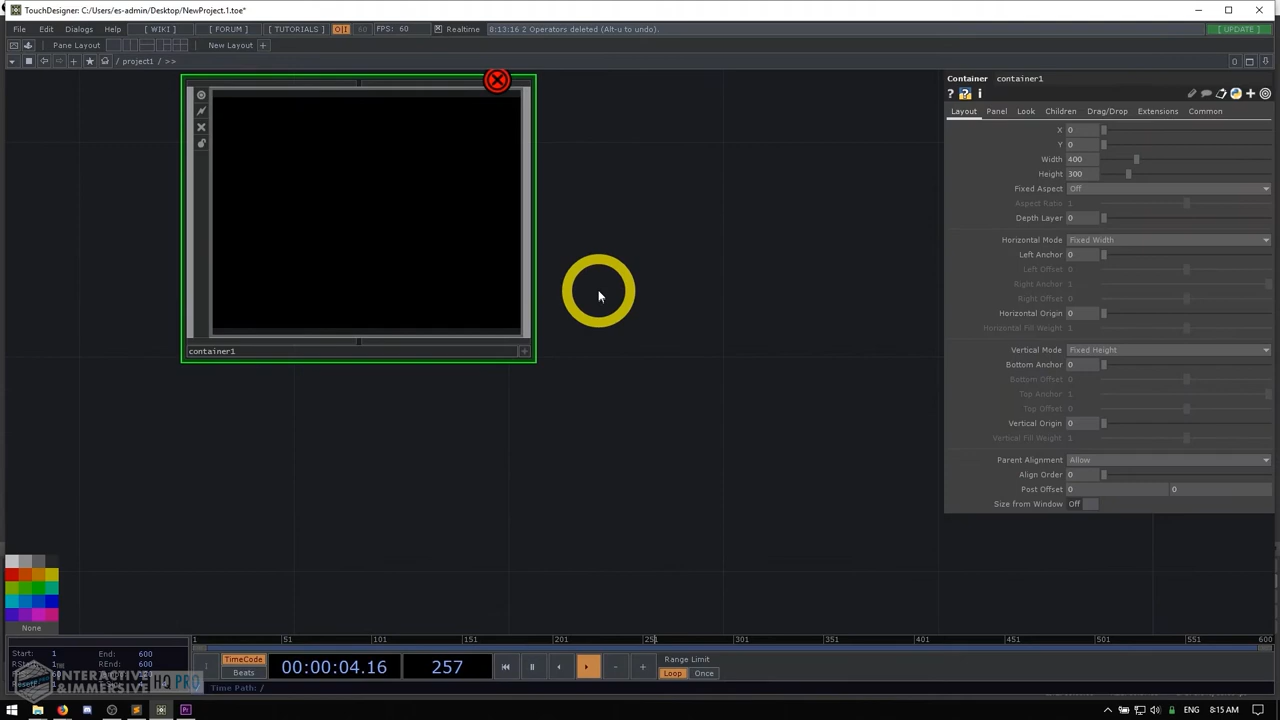 TouchDesigner: C:/Users/es-admin/Desktop/NewProject.1.toe*
File Edit Dialogs Help [ WIKI ] [ FORUM ] [ TUTORIALS ] O|I 60 FPS: 60 Realtime 8:13:16 2 Operators deleted (Alt-u to undo). [ UPDATE ]
Pane Layout New Layout +
/ project1 / >> 0
Container container1
? ? i
Layout Panel Look Children Drag/Drop Extensions Common
X 0
Y 0
Width 400
Height 300
Fixed Aspect Off
Aspect Ratio 1
Depth Layer 0
Horizontal Mode Fixed Width
Left Anchor 0
Left Offset 0
Right Anchor 1
Right Offset 0
Horizontal Origin 0
Horizontal Fill Weight 1
Vertical Mode Fixed Height
Bottom Anchor 0
Bottom Offset 0
Top Anchor 1
Top Offset 0
Vertical Origin 0
Vertical Fill Weight 1
Parent Alignment Allow
Align Order 0
Post Offset 0 0
Size from Window Off
container1
None
1 51 101 151 201 251 301 351 401 451 501 551 600
Start: 1 End: 600
REnd: 600
TimeCode
Beats
00:00:04.16 257
Range Limit
Loop Once
INTERACTIVE & IMMERSIVE HQ PRO
Time Path: /
ENG 8:15 AM